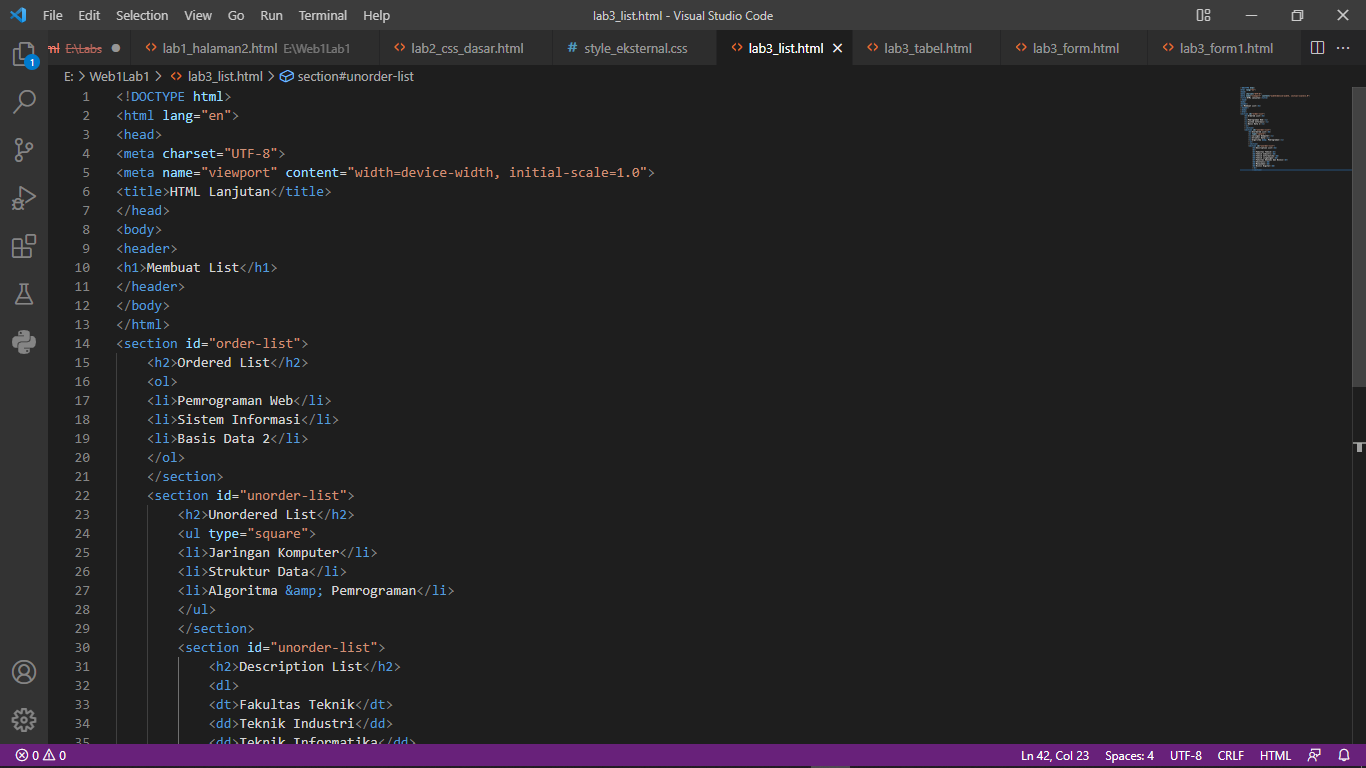 File Edit Selection View Go Run Terminal Help lab3_list.html - Visual Studio Code
ml E:\Labs ● lab1_halaman2.html E:\Web1Lab1 lab2_css_dasar.html # style_eksternal.css lab3_list.html lab3_tabel.html lab3_form.html lab3_form1.html ···
1
E: > Web1Lab1 > lab3_list.html > section#unorder-list
1 <!DOCTYPE html>
2 <html lang="en">
3 <head>
4 <meta charset="UTF-8">
5 <meta name="viewport" content="width=device-width, initial-scale=1.0">
6 <title>HTML Lanjutan</title>
7 </head>
8 <body>
9 <header>
10 <h1>Membuat List</h1>
11 </header>
12 </body>
13 </html>
14 <section id="order-list">
15 <h2>Ordered List</h2>
16 <ol>
17 <li>Pemrograman Web</li>
18 <li>Sistem Informasi</li>
19 <li>Basis Data 2</li>
20 </ol>
21 </section>
22 <section id="unorder-list">
23 <h2>Unordered List</h2>
24 <ul type="square">
25 <li>Jaringan Komputer</li>
26 <li>Struktur Data</li>
27 <li>Algoritma &amp; Pemrograman</li>
28 </ul>
29 </section>
30 <section id="unorder-list">
31 <h2>Description List</h2>
32 <dl>
33 <dt>Fakultas Teknik</dt>
34 <dd>Teknik Industri</dd>
35 <dd>Teknik Informatika</dd>
0 0 Ln 42, Col 23 Spaces: 4 UTF-8 CRLF HTML